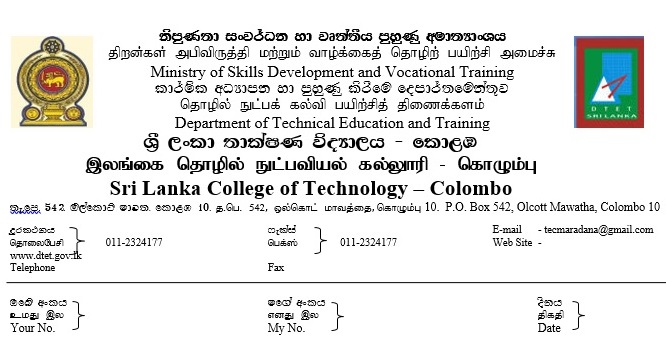 නිපුණතා සංවර්ධන හා වෘත්තීය පුහුණු අමාත්‍යාංශය
திறன்கள் அபிவிருத்தி மற்றும் வாழ்க்கைத் தொழிற் பயிற்சி அமைச்சு
Ministry of Skills Development and Vocational Training
කාර්මික අධ්‍යාපන හා පුහුණු කිරීමේ දෙපාර්තමේන්තුව
தொழில் நுட்பக் கல்வி பயிற்சித் திணைக்களம்
Department of Technical Education and Training
DTET
SRI LANKA
ශ්‍රී ලංකා තාක්ෂණ විද්‍යාලය - කොළඹ
இலங்கை தொழில் நுட்பவியல் கல்லூரி - கொழும்பு
Sri Lanka College of Technology – Colombo
තැ.පෙ. 542, ඕල්කොට් මාවත, කොළඹ 10. த.பெ. 542, ஒல்கொட் மாவத்தை, கொழும்பு 10. P.O. Box 542, Olcott Mawatha, Colombo 10
දුරකථනය ෆැක්ස් E-mail - tecmaradana@gmail.com
தொலைபேசி 011-2324177 பெக்ஸ் 011-2324177 Web Site -
www.dtet.gov.lk
Telephone Fax
ඔබේ අංකය මගේ අංකය දිනය
உமது இல எனது இல திகதி
Your No. My No. Date